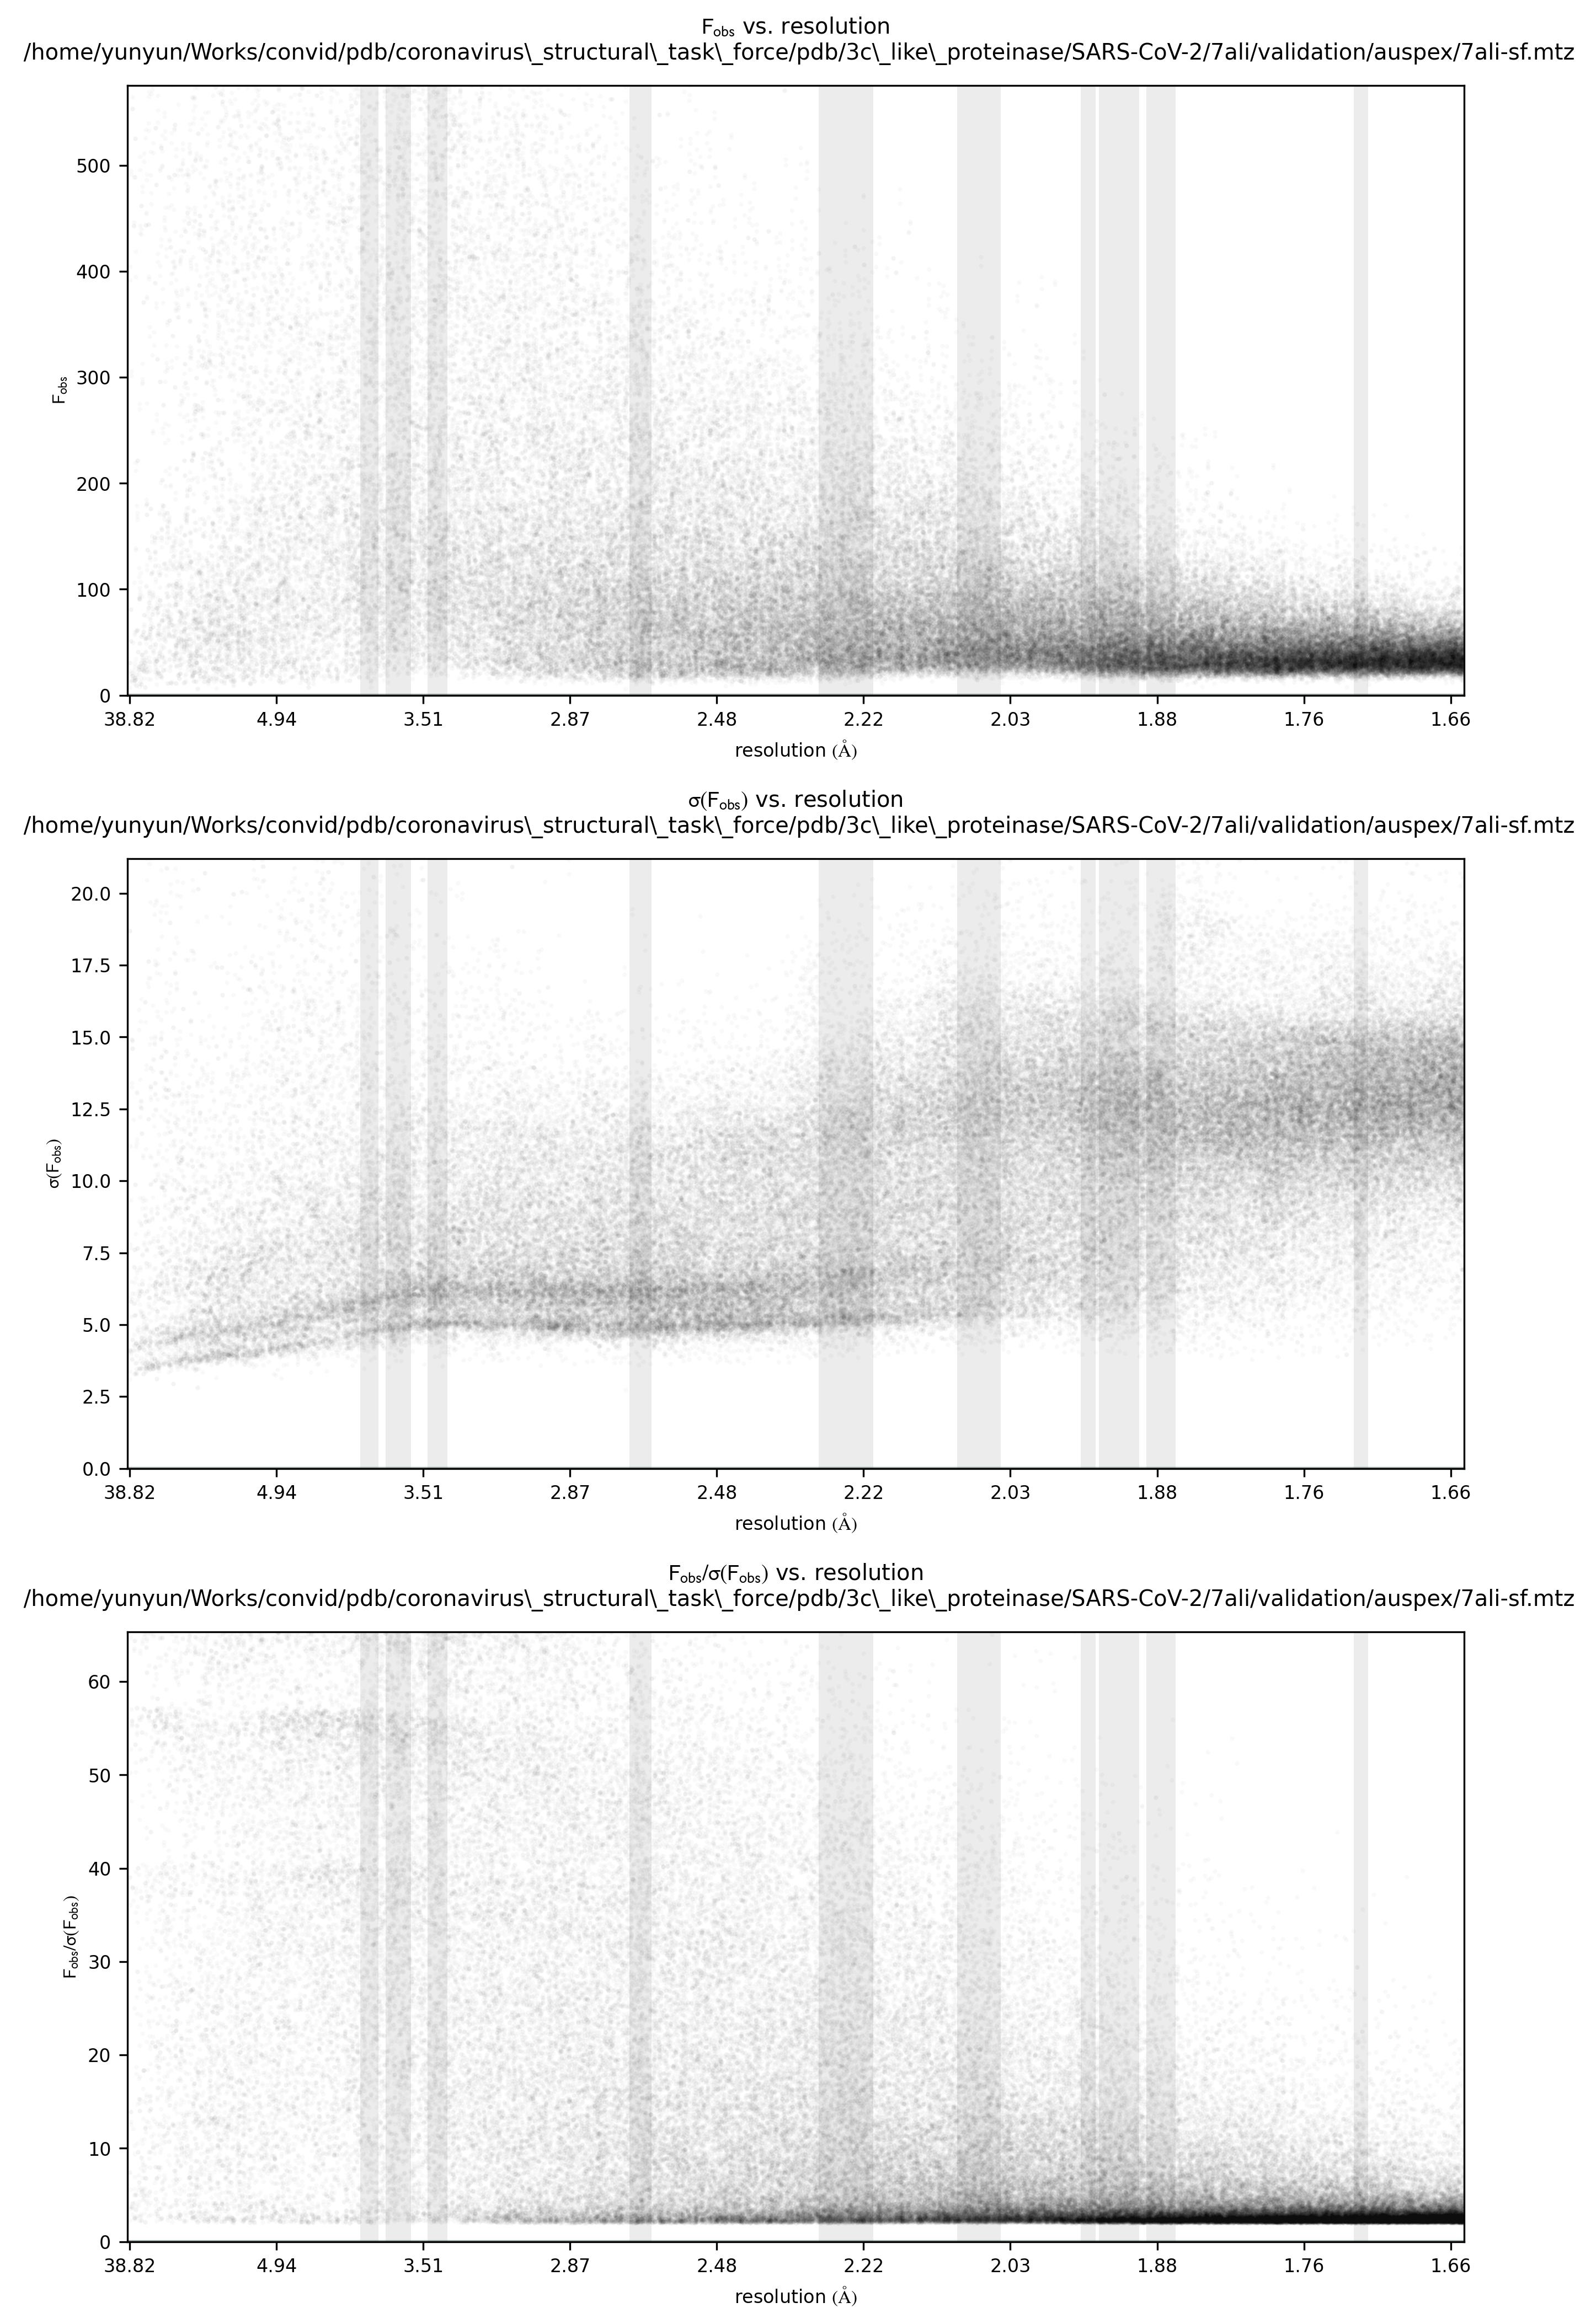 Fobs vs. resolution
/home/yunyun/Works/convid/pdb/coronavirus\_structural\_task\_force/pdb/3c\_like\_proteinase/SARS-CoV-2/7ali/validation/auspex/7ali-sf.mtz
500
400
300
200
100
0
Fobs
38.82 4.94 3.51 2.87 2.48 2.22 2.03 1.88 1.76 1.66
resolution (Å)
σ(Fobs) vs. resolution
/home/yunyun/Works/convid/pdb/coronavirus\_structural\_task\_force/pdb/3c\_like\_proteinase/SARS-CoV-2/7ali/validation/auspex/7ali-sf.mtz
20.0
17.5
15.0
12.5
10.0
7.5
5.0
2.5
0.0
σ(Fobs)
38.82 4.94 3.51 2.87 2.48 2.22 2.03 1.88 1.76 1.66
resolution (Å)
Fobs/σ(Fobs) vs. resolution
/home/yunyun/Works/convid/pdb/coronavirus\_structural\_task\_force/pdb/3c\_like\_proteinase/SARS-CoV-2/7ali/validation/auspex/7ali-sf.mtz
60
50
40
30
20
10
0
Fobs/σ(Fobs)
38.82 4.94 3.51 2.87 2.48 2.22 2.03 1.88 1.76 1.66
resolution (Å)